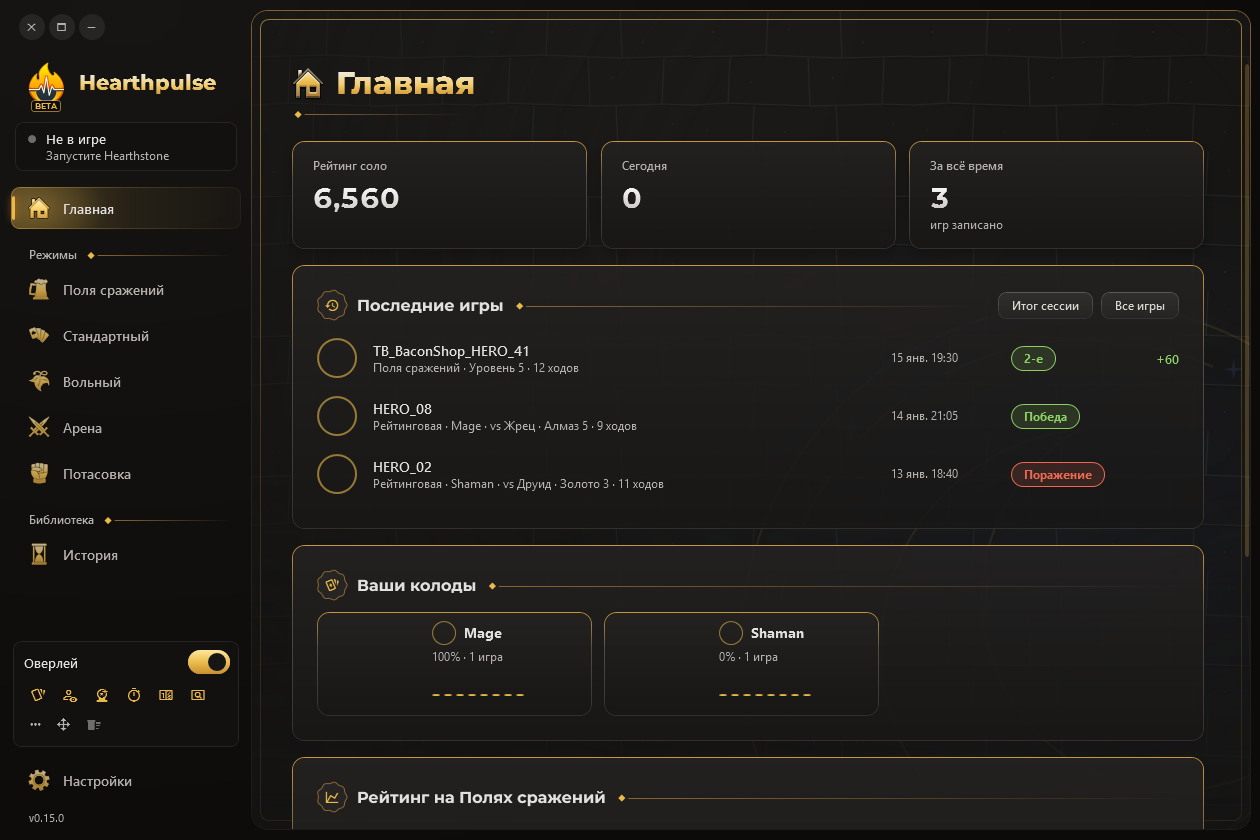 Hearthpulse
BETA
Не в игре
Запустите Hearthstone
Главная
Режимы
Поля сражений
Стандартный
Вольный
Арена
Потасовка
Библиотека
История
Оверлей
Настройки
v0.15.0
Главная
Рейтинг соло
6,560
Сегодня
0
За всё время
3
игр записано
Последние игры
Итог сессии
Все игры
TB_BaconShop_HERO_41
Поля сражений · Уровень 5 · 12 ходов
15 янв. 19:30
2-е
+60
HERO_08
Рейтинговая · Mage · vs Жрец · Алмаз 5 · 9 ходов
14 янв. 21:05
Победа
HERO_02
Рейтинговая · Shaman · vs Друид · Золото 3 · 11 ходов
13 янв. 18:40
Поражение
Ваши колоды
Mage
100% · 1 игра
Shaman
0% · 1 игра
Рейтинг на Полях сражений